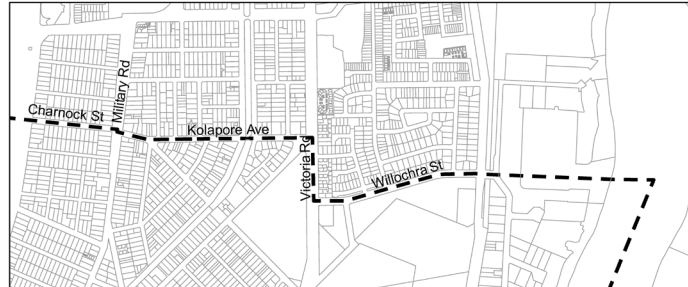 Charnock St
Military Rd
Kolapore Ave
Victoria Rd
Willochra St